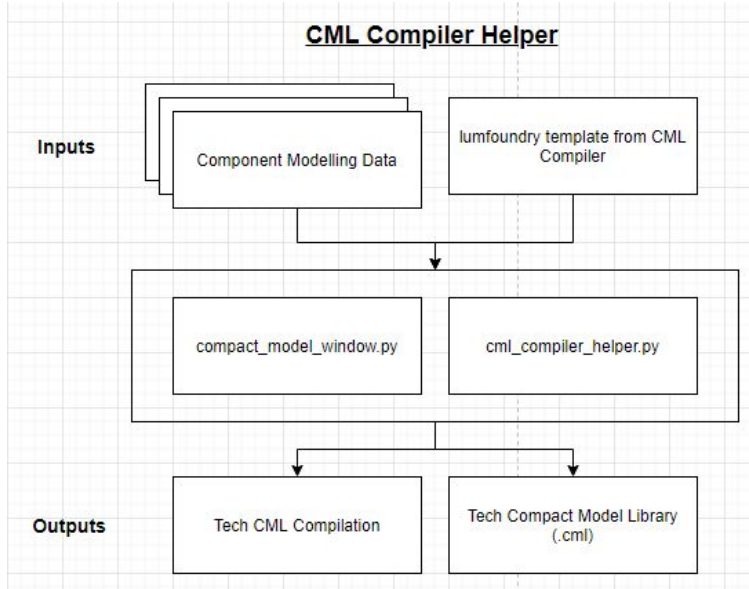 CML Compiler Helper
Inputs
Component Modelling Data
lumfoundry template from CML
Compiler
compact_model_window.py
cml_compiler_helper.py
Outputs
Tech CML Compilation
Tech Compact Model Library
(.cml)